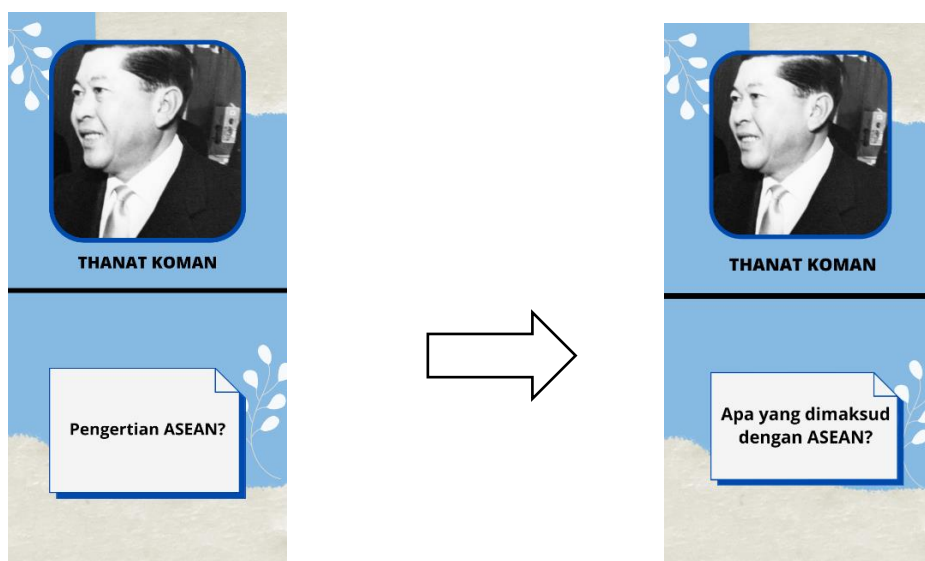 THANAT KOMAN
Pengertian ASEAN?
THANAT KOMAN
Apa yang dimaksud
dengan ASEAN?